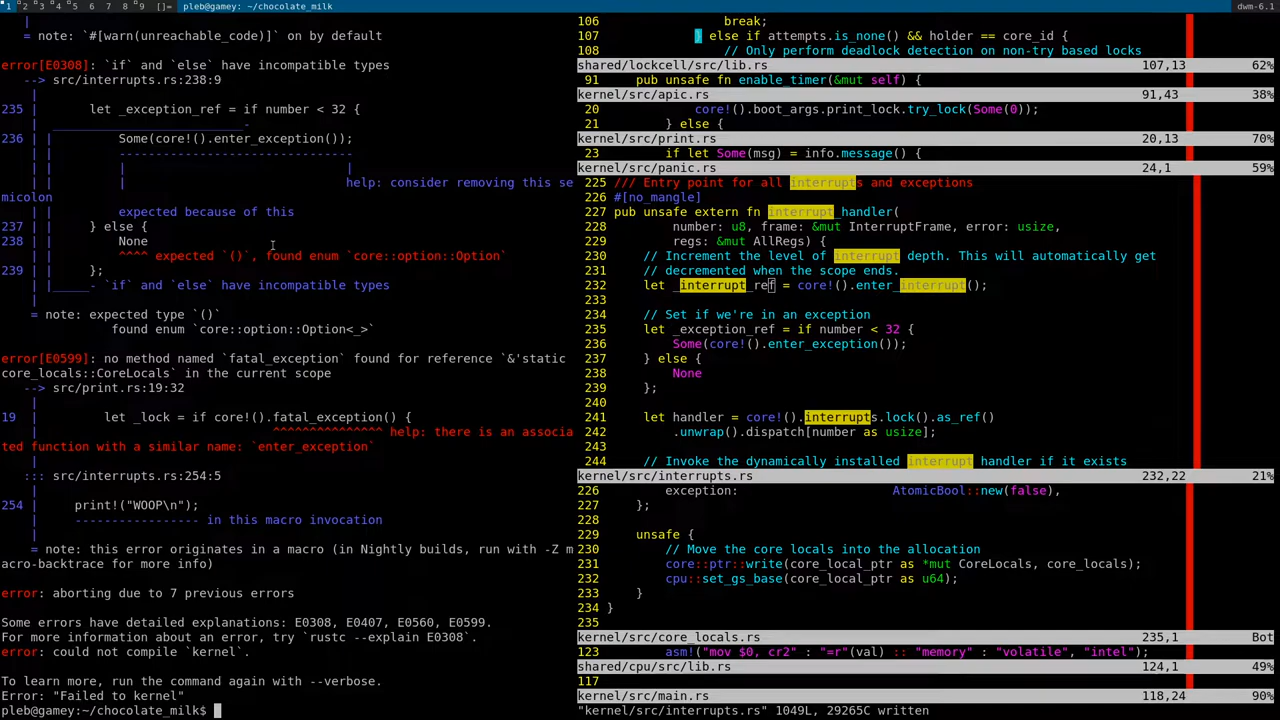 1 2 3 4 5 6 7 8 9 []= pleb@gamey: ~/chocolate_milk dwm-6.1
|
= note: `#[warn(unreachable_code)]` on by default
error[E0308]: `if` and `else` have incompatible types
--> src/interrupts.rs:238:9
|
235 let _exception_ref = if number < 32 {
| ________________________-
236 | | Some(core!().enter_exception());
| | -------------------------------
| | | |
| | | help: consider removing this se
micolon
| | expected because of this
237 | | } else {
238 | | None
| | ^^^^ expected `()`, found enum `core::option::Option`
239 | | };
| |_____- `if` and `else` have incompatible types
|
= note: expected type `()`
found enum `core::option::Option<_>`
error[E0599]: no method named `fatal_exception` found for reference `&'static
core_locals::CoreLocals` in the current scope
--> src/print.rs:19:32
|
19 | let _lock = if core!().fatal_exception() {
| ^^^^^^^^^^^^^^^ help: there is an associa
ted function with a similar name: `enter_exception`
|
::: src/interrupts.rs:254:5
|
254 | print!("WOOP\n");
| ----------------- in this macro invocation
|
= note: this error originates in a macro (in Nightly builds, run with -Z m
acro-backtrace for more info)
error: aborting due to 7 previous errors
Some errors have detailed explanations: E0308, E0407, E0560, E0599.
For more information about an error, try `rustc --explain E0308`.
error: could not compile `kernel`.
To learn more, run the command again with --verbose.
Error: "Failed to kernel"
pleb@gamey:~/chocolate_milk$
106 break;
107 } else if attempts.is_none() && holder == core_id {
108 // Only perform deadlock detection on non-try based locks
shared/lockcell/src/lib.rs 107,13 62%
91 pub unsafe fn enable_timer(&mut self) {
kernel/src/apic.rs 91,43 38%
20 core!().boot_args.print_lock.try_lock(Some(0));
21 } else {
kernel/src/print.rs 20,13 70%
23 if let Some(msg) = info.message() {
kernel/src/panic.rs 24,1 59%
225 /// Entry point for all interrupts and exceptions
226 #[no_mangle]
227 pub unsafe extern fn interrupt_handler(
228 number: u8, frame: &mut InterruptFrame, error: usize,
229 regs: &mut AllRegs) {
230 // Increment the level of interrupt depth. This will automatically get
231 // decremented when the scope ends.
232 let _interrupt_ref = core!().enter_interrupt();
233
234 // Set if we're in an exception
235 let _exception_ref = if number < 32 {
236 Some(core!().enter_exception());
237 } else {
238 None
239 };
240
241 let handler = core!().interrupts.lock().as_ref()
242 .unwrap().dispatch[number as usize];
243
244 // Invoke the dynamically installed interrupt handler if it exists
kernel/src/interrupts.rs 232,22 21%
226 exception: AtomicBool::new(false),
227 };
228
229 unsafe {
230 // Move the core locals into the allocation
231 core::ptr::write(core_local_ptr as *mut CoreLocals, core_locals);
232 cpu::set_gs_base(core_local_ptr as u64);
233 }
234 }
235
kernel/src/core_locals.rs 235,1 Bot
123 asm!("mov $0, cr2" : "=r"(val) :: "memory" : "volatile", "intel");
shared/cpu/src/lib.rs 124,1 49%
117
kernel/src/main.rs 118,24 90%
"kernel/src/interrupts.rs" 1049L, 29265C written